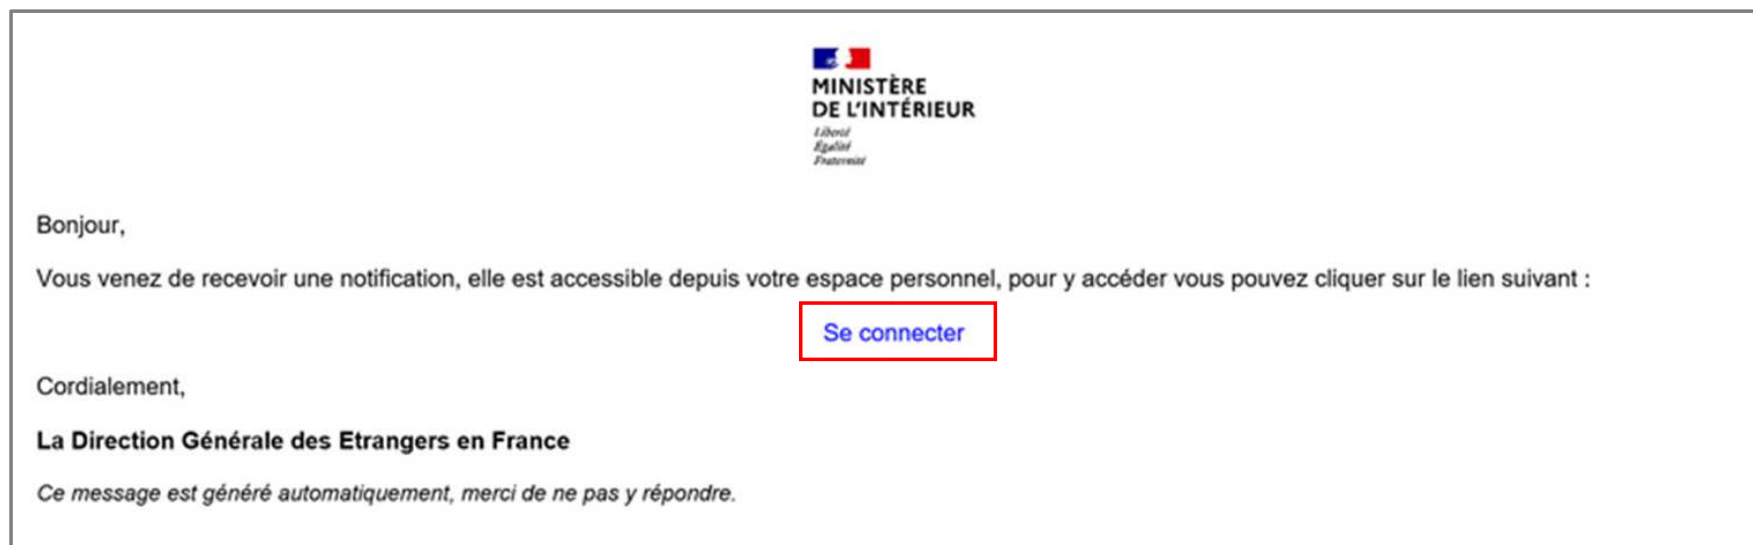 MINISTÈRE
DE L'INTÉRIEUR
Liberté
Égalité
Fraternité
Bonjour,
Vous venez de recevoir une notification, elle est accessible depuis votre espace personnel, pour y accéder vous pouvez cliquer sur le lien suivant :
Se connecter
Cordialement,
La Direction Générale des Etrangers en France
Ce message est généré automatiquement, merci de ne pas y répondre.